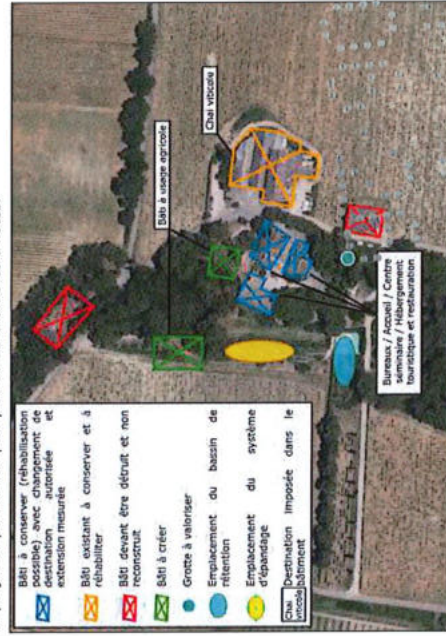 Bâti à conserver (réhabilisation
possible) avec changement de
destination autorisée et
extension mesurée
Bâti existant à conserver et à
réhabiliter
Bâti devant être détruit et non
reconstruit
Bâti à créer
Grotte à valoriser
Emplacement du bassin de
rétention
Emplacement du système
d'épandage
Chai
viticole
Destination imposée dans le
bâtiment
Bâti à usage agricole
Chai viticole
Bureaux / Accueil / Centre
séminaire / Hébergement
touristique et restauration